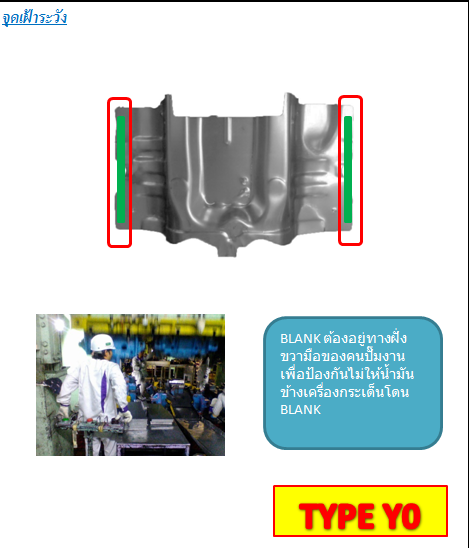 จุดเฝ้าระวัง
BLANK ต้องอยู่ทางฝั่ง
ขวามือของคนปั๊มงาน
เพื่อป้องกันไม่ให้น้ำมัน
ข้างเครื่องกระเด็นโดน
BLANK
TYPE Y0